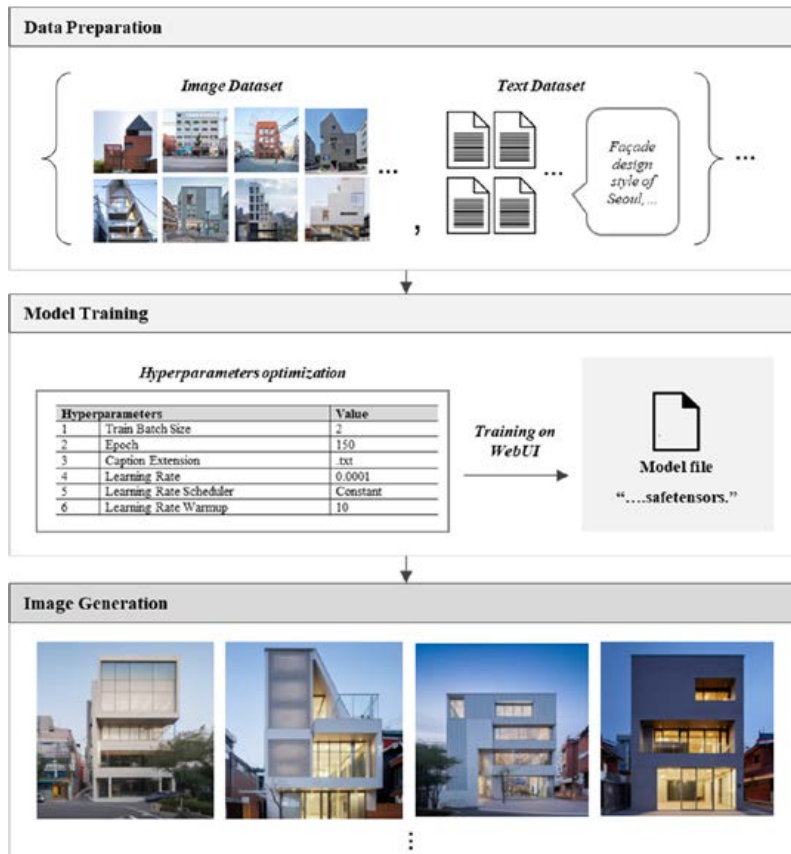 Data Preparation
Image Dataset
Text Dataset
...
...
Façade
design
style of
Seoul,...
...
,
Model Training
Hyperparameters optimization
Hyperparameters Value
1 Train Batch Size 2
2 Epoch 150
3 Caption Extension .txt
4 Learning Rate 0.0001
5 Learning Rate Scheduler Constant
6 Learning Rate Warmup 10
Training on
WebUI
Model file
“....safetensors.”
Image Generation